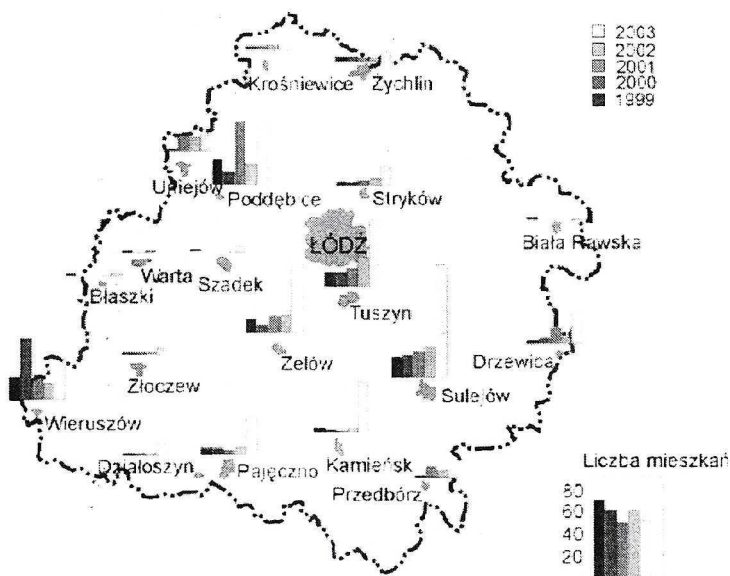 2003
2002
2001
2000
1999
Krośniewice
Żychlin
Uniejów
Poddębice
Stryków
ŁÓDŹ
Biała Rawska
Warta
Szadek
Błaszki
Tuszyn
Zelów
Drzewica
Złoczew
Sulejów
Wieruszów
Działoszyn
Pajęczno
Kamieńsk
Przedbórz
Liczba mieszkań
80
60
40
20